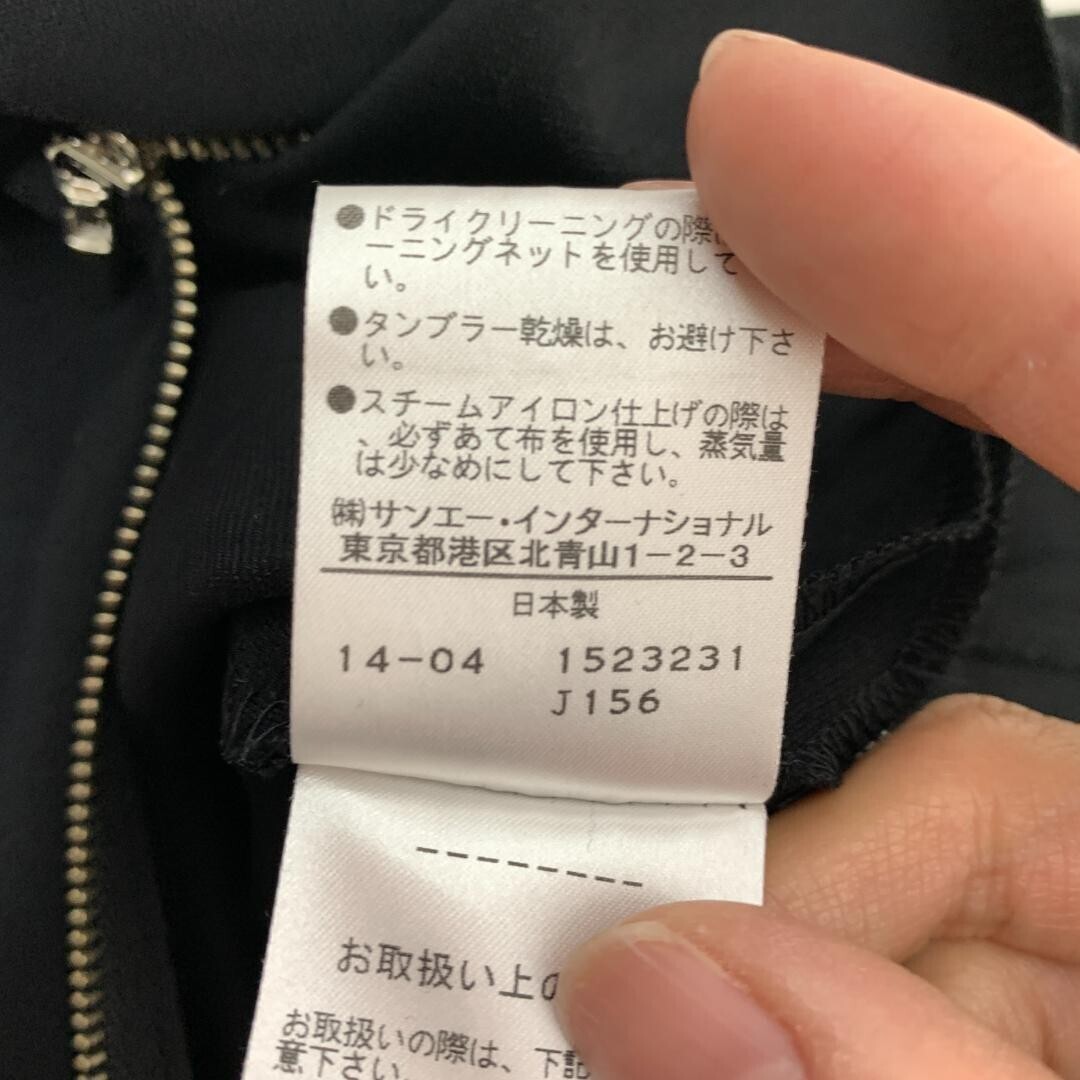 ●ドライクリーニングの際は
ーニングネットを使用して
い。
●タンブラー乾燥は、お避け下さ
い。
●スチームアイロン仕上げの際は
、必ずあて布を使用し、蒸気量
は少なめにして下さい。
㈱サンエー・インターナショナル
東京都港区北青山1-2-3
日本製
14-04 1523231
J156
--------
お取扱い上の
お取扱いの際は、下記
意下さい。